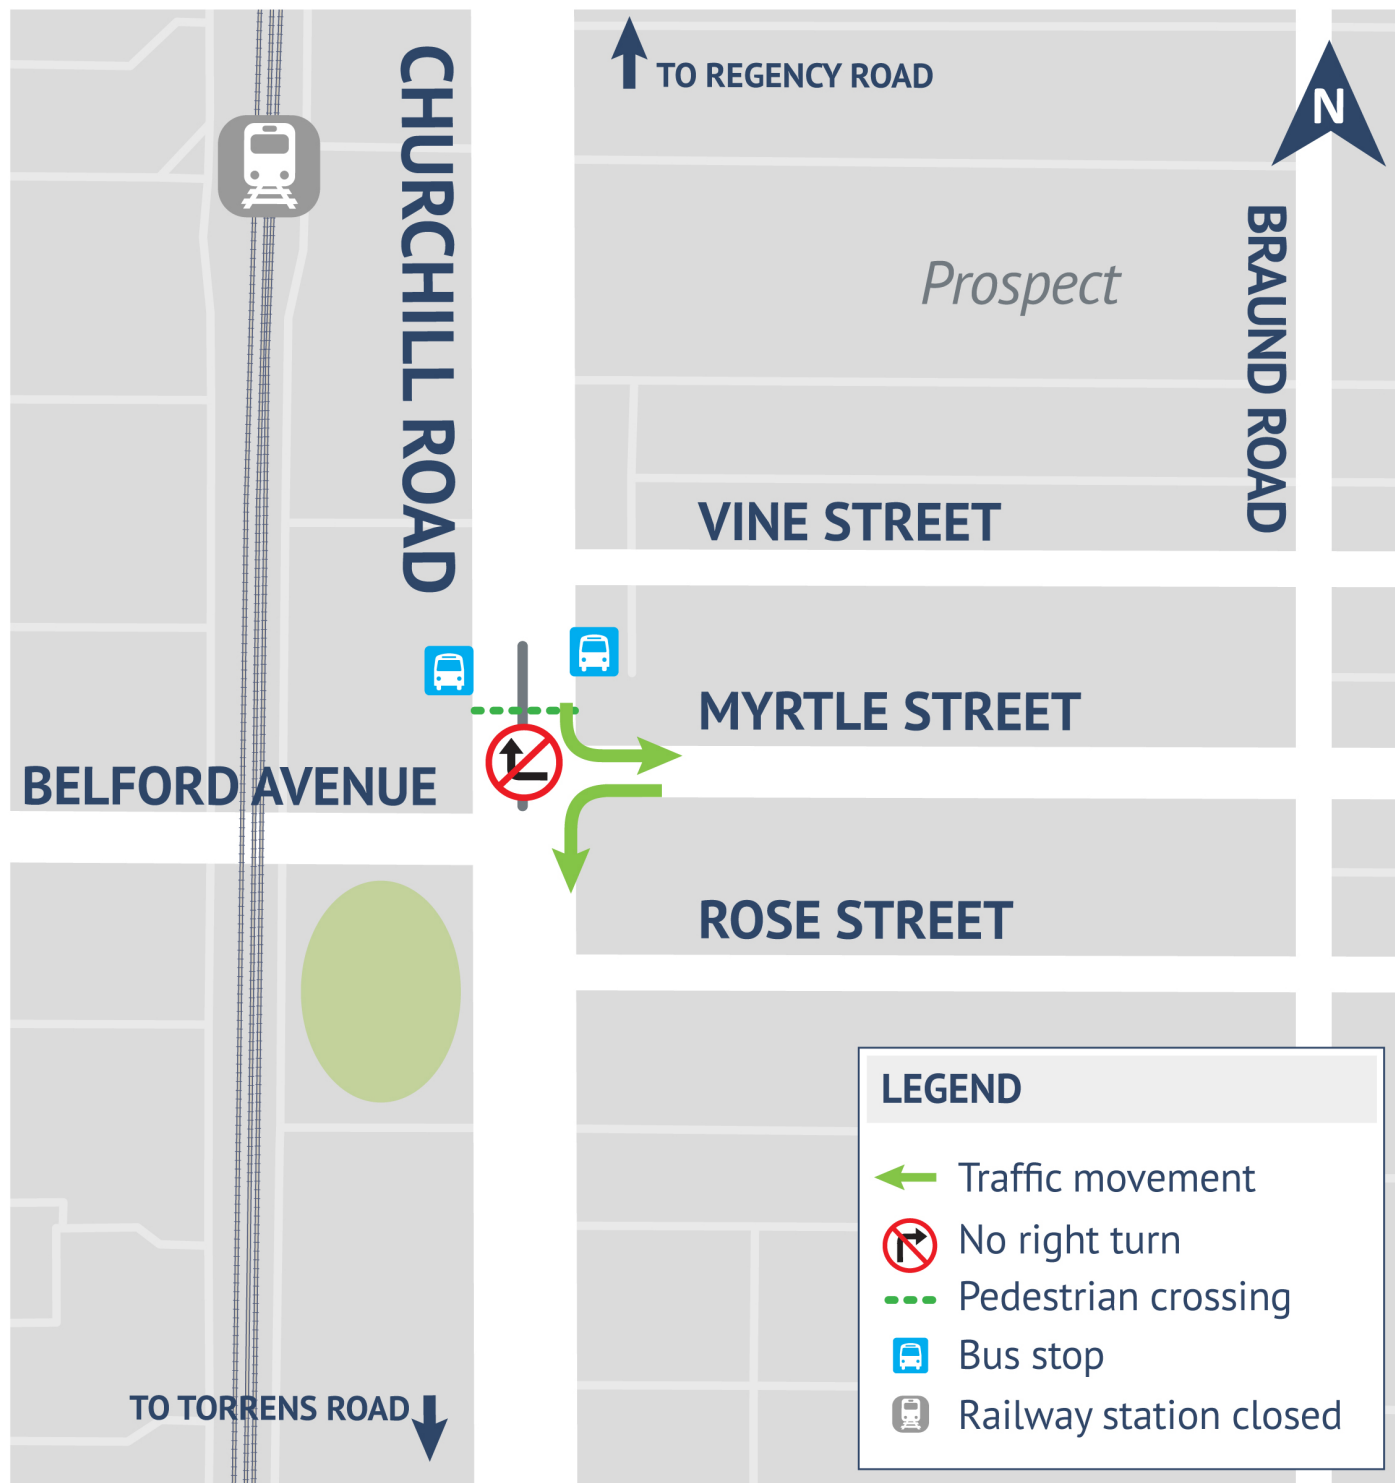 TO REGENCY ROAD
N
CHURCHILL ROAD
BRAUND ROAD
Prospect
VINE STREET
MYRTLE STREET
BELFORD AVENUE
ROSE STREET
LEGEND
Traffic movement
No right turn
Pedestrian crossing
Bus stop
Railway station closed
TO TORRENS ROAD